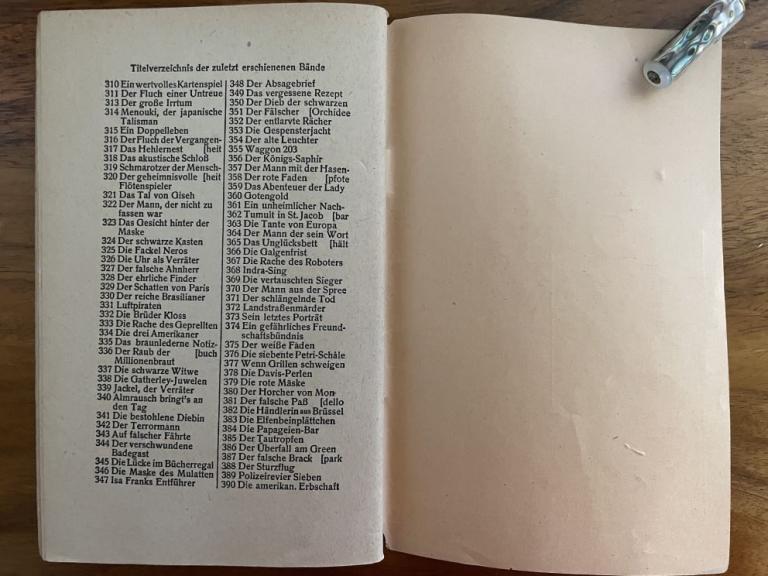 Titelverzeichnis der zuletzt erschienenen Bände
310 Ein wertvolles Kartenspiel
311 Der Fluch einer Untreue
313 Der große Irrtum
314 Menouki, der japanische
Talisman
315 Ein Doppelleben
316 Der Fluch der Vergangen-
317 Das Hehlernest [heit
318 Das akustische Schloß
319 Schmarotzer der Mensch-
320 Der geheimnisvolle [heit
Flötenspieler
321 Das Tal von Giseh
322 Der Mann, der nicht zu
fassen war
323 Das Gesicht hinter der
Maske
324 Der schwarze Kasten
325 Die Fackel Neros
326 Die Uhr als Verräter
327 Der falsche Ahnherr
328 Der ehrliche Finder
329 Der Schatten von Paris
330 Der reiche Brasilianer
331 Luftpiraten
332 Die Brüder Kloss
333 Die Rache des Geprellten
334 Die drei Amerikaner
335 Das braunlederne Notiz-
336 Der Raub der [buch
Millionenbraut
337 Die schwarze Witwe
338 Die Gatherley-Juwelen
339 Jackel, der Verräter
340 Almrausch bringt's an
den Tag
341 Die bestohlene Diebin
342 Der Terrormann
343 Auf falscher Fährte
344 Der verschwundene
Badegast
345 Die Lücke im Bücherregal
346 Die Maske des Mulatten
347 Isa Franks Entführer
348 Der Absagebrief
349 Das vergessene Rezept
350 Der Dieb der schwarzen
351 Der Fälscher [Orchidee
352 Der entlarvte Rächer
353 Die Gespensterjacht
354 Der alte Leuchter
355 Waggon 203
356 Der Königs-Saphir
357 Der Mann mit der Hasen-
358 Der rote Faden [pfote
359 Das Abenteuer der Lady
360 Gotengold
361 Ein unheimlicher Nach-
362 Tumult in St. Jacob [bar
363 Die Tante von Europa
364 Der Mann der sein Wort
365 Das Unglücksbett [hält
366 Die Galgenfrist
367 Die Rache des Roboters
368 Indra-Sing
369 Die vertauschten Sieger
370 Der Mann aus der Spree
371 Der schlängelnde Tod
372 Landstraßenmarder
373 Sein letztes Porträt
374 Ein gefährliches Freund-
schaftsbündnis
375 Der weiße Faden
376 Die siebente Petri-Schale
377 Wenn Grillen schweigen
378 Die Davis-Perlen
379 Die rote Maske
380 Der Horcher von Mon-
381 Der falsche Paß [dello
382 Die Händlerin aus Brüssel
383 Die Elfenbeinplättchen
384 Die Papageien-Bar
385 Der Tautropfen
386 Der Überfall am Green
387 Der falsche Brack [park
388 Der Sturzflug
389 Polizeirevier Sieben
390 Die amerikan. Erbschaft